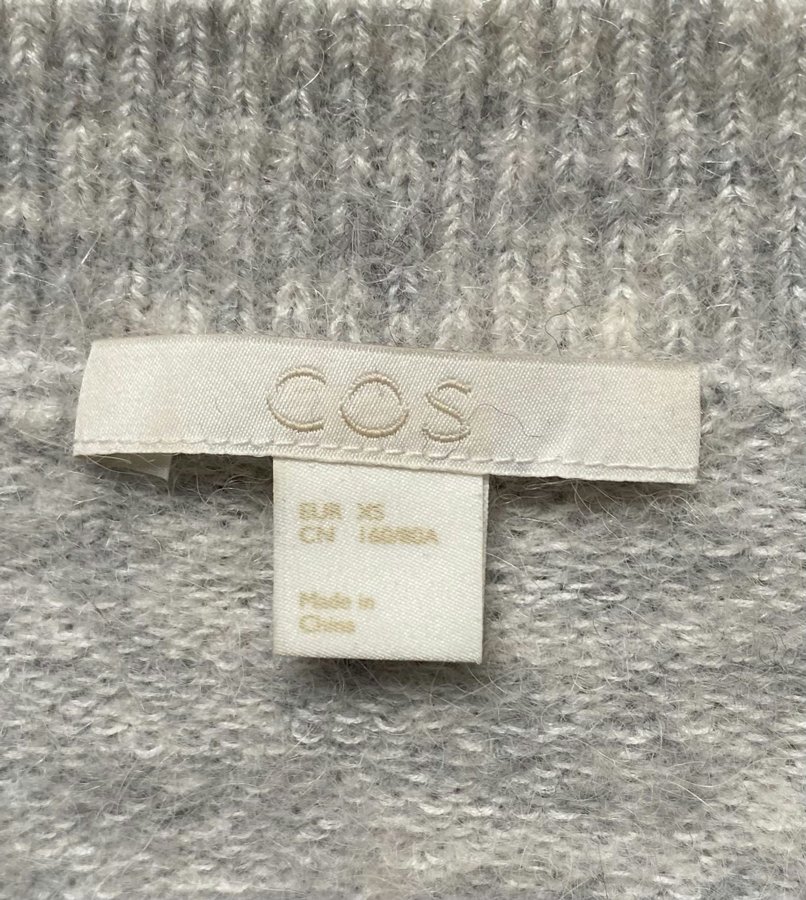 COS
EUR XS
CN 160/80A
Made in
China